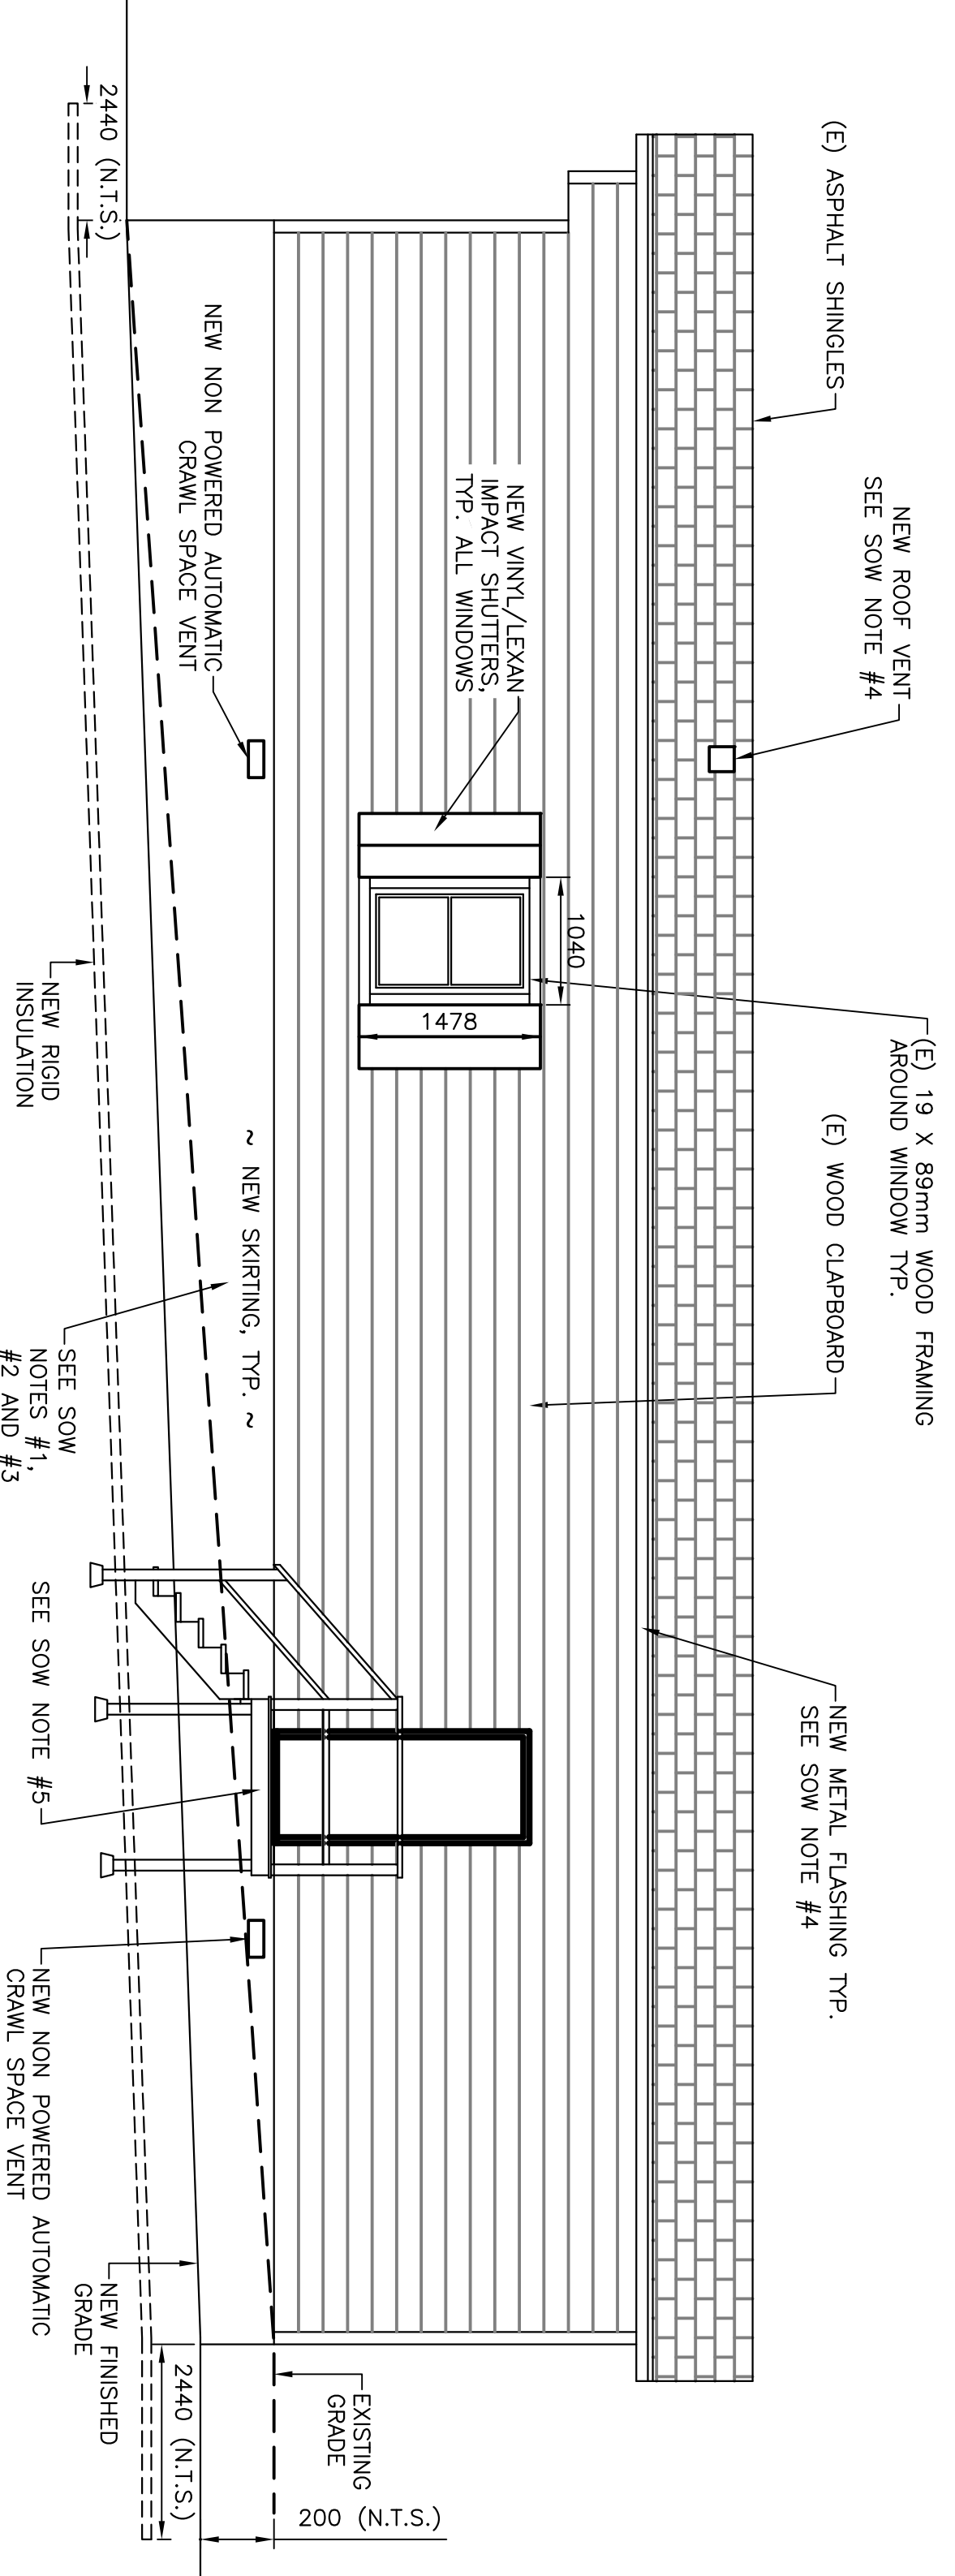 (E) ASPHALT SHINGLES
NEW ROOF VENT
SEE SOW NOTE #4
(E) 19 X 89mm WOOD FRAMING
AROUND WINDOW TYP.
(E) WOOD CLAPBOARD
NEW METAL FLASHING TYP.
SEE SOW NOTE #4
NEW VINYL/LEXAN
IMPACT SHUTTERS,
TYP. ALL WINDOWS
1040
1478
2440 (N.T.S.)
NEW NON POWERED AUTOMATIC
CRAWL SPACE VENT
~ NEW SKIRTING, TYP. ~
EXISTING
GRADE
200 (N.T.S.)
2440 (N.T.S.)
NEW RIGID
INSULATION
SEE SOW
NOTES #1,
#2 AND #3
SEE SOW NOTE #5
NEW NON POWERED AUTOMATIC
CRAWL SPACE VENT
NEW FINISHED
GRADE